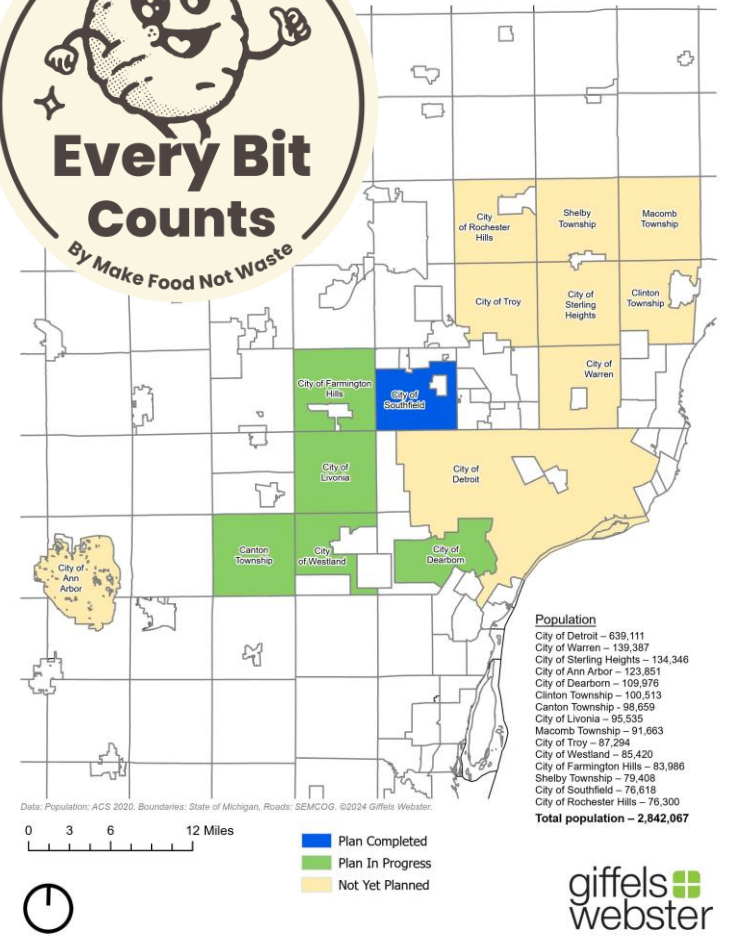 Every Bit
Counts
By Make Food Not Waste
City
of Rochester
Hills
Shelby
Township
Macomb
Township
City of Troy
City of
Sterling
Heights
Clinton
Township
City of Farmington
Hills
City of
Southfield
City of
Warren
City of
Livonia
City of
Detroit
Canton
Township
City
of Westland
City of
Dearborn
City of
Ann
Arbor
Population
City of Detroit – 639,111
City of Warren – 139,387
City of Sterling Heights – 134,346
City of Ann Arbor – 123,851
City of Dearborn – 109,976
Clinton Township – 100,513
Canton Township - 98,659
City of Livonia – 95,535
Macomb Township – 91,663
City of Troy – 87,294
City of Westland – 85,420
City of Farmington Hills – 83,986
Shelby Township – 79,408
City of Southfield – 76,618
City of Rochester Hills – 76,300
Total population – 2,842,067
Data: Population: ACS 2020. Boundaries: State of Michigan, Roads: SEMCOG. ©2024 Giffels Webster.
0 3 6 12 Miles
Plan Completed
Plan In Progress
Not Yet Planned
giffels
webster